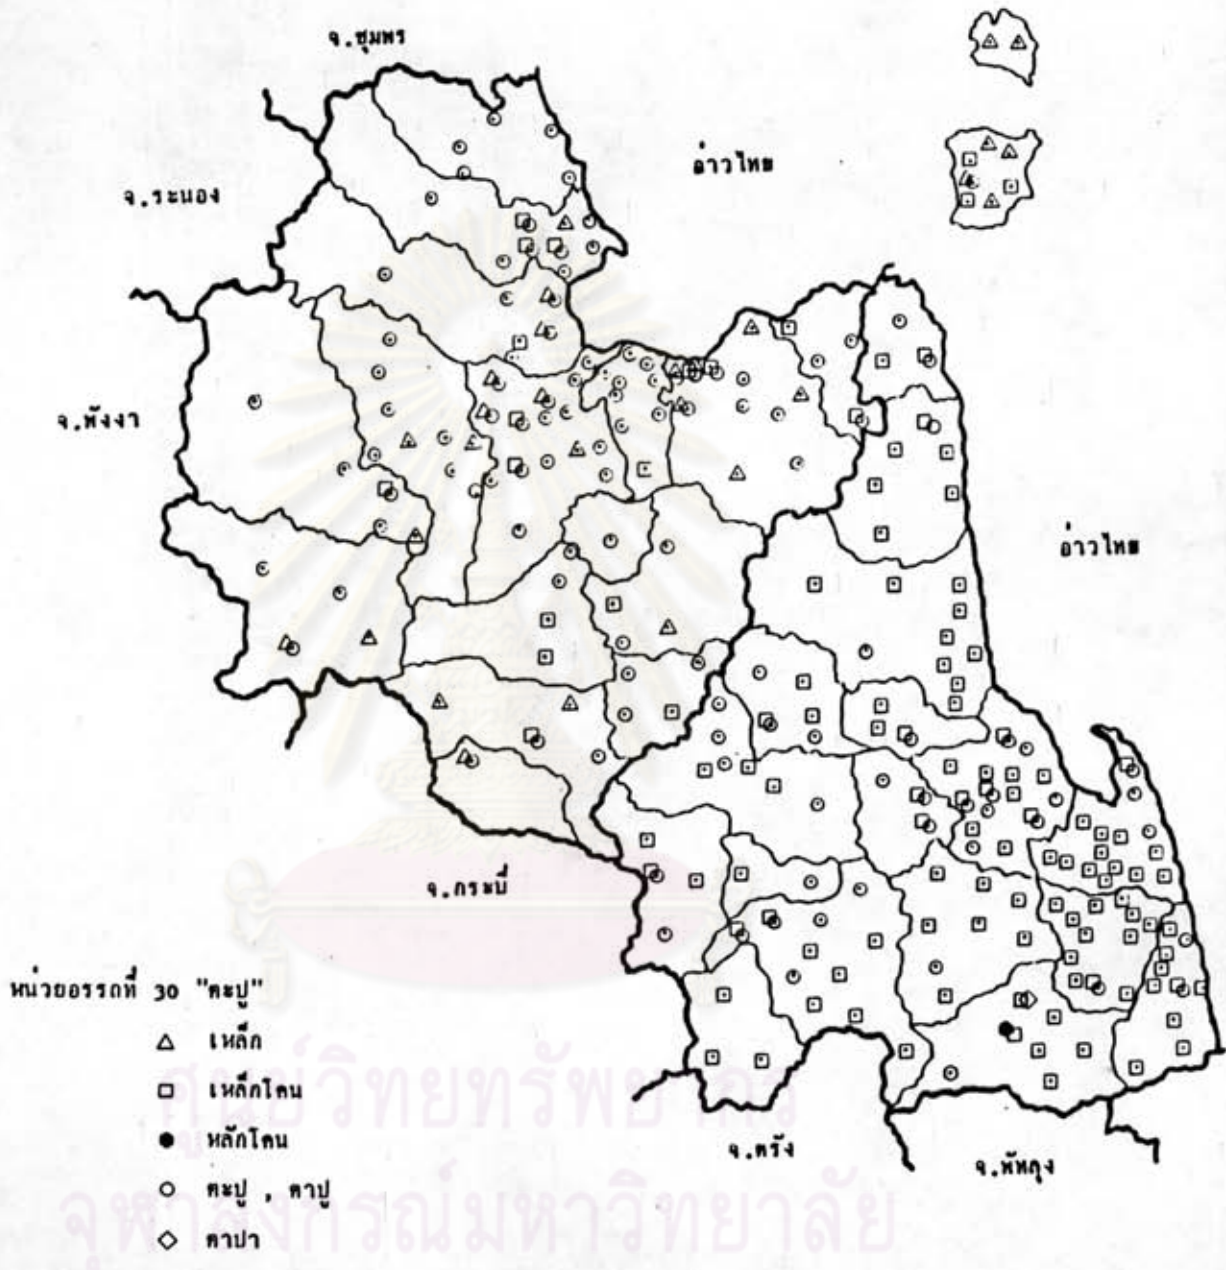 จ.ชุมพร
อ่าวไทย
จ.ระนอง
จ.พังงา
อ่าวไทย
จ.กระบี่
หน่วยอรรถที่ 30 "ตะปู"
△ เหล็ก
□ เหล็กโคน
● หลักโคน
○ ตะปู , ตาปู
◇ ตาปา
จ.ตรัง
จ.พัทลุง
ศูนย์วิทยทรัพยากร
จุฬาลงกรณ์มหาวิทยาลัย